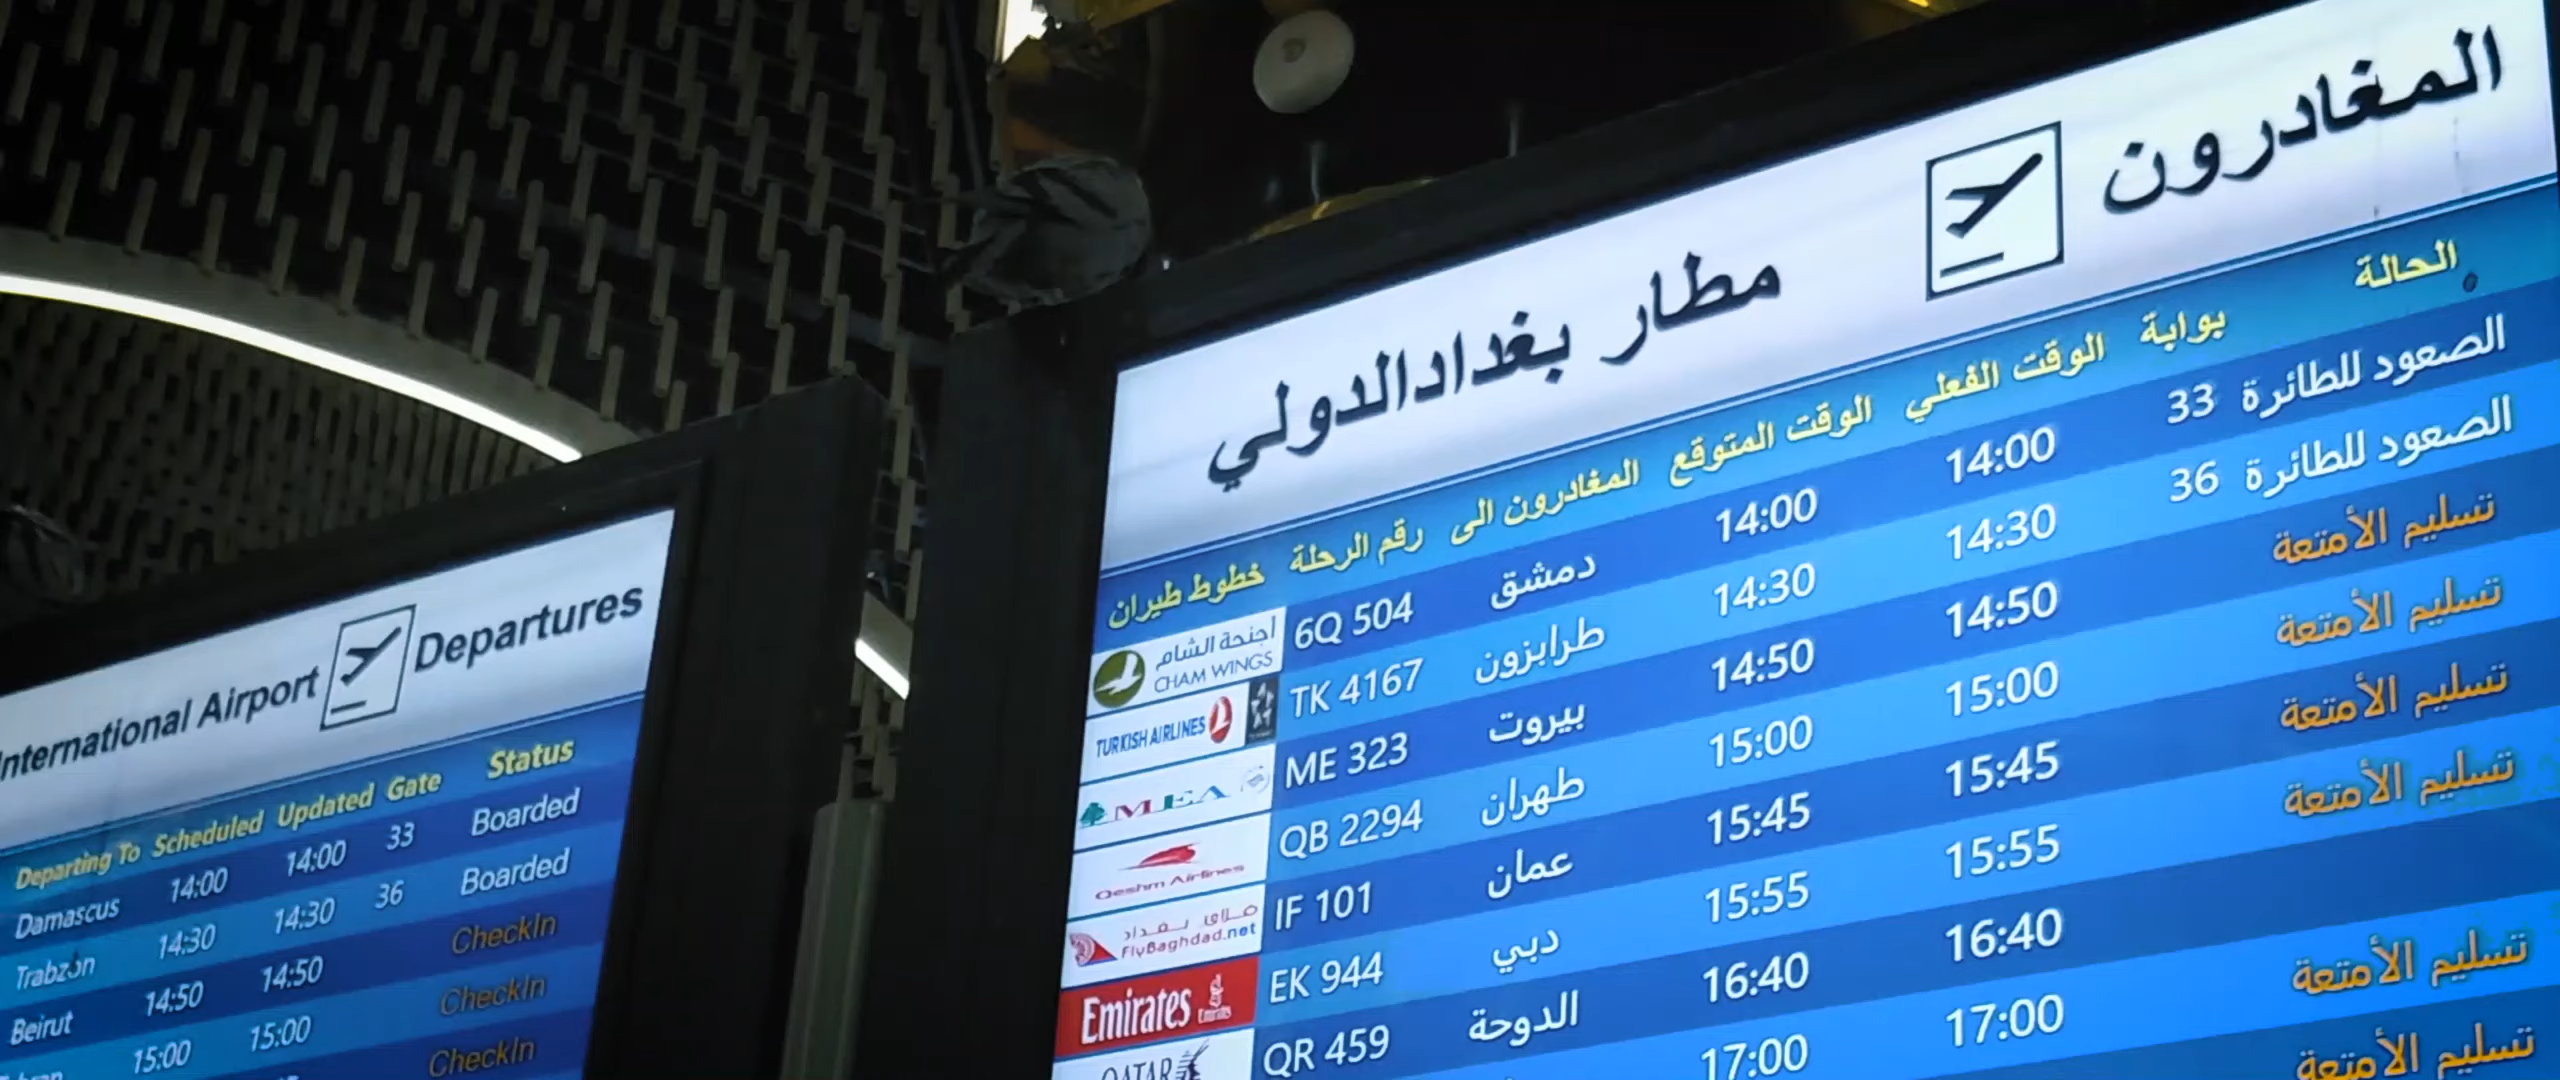 International Airport Departures
Departing To Scheduled Updated Gate Status
Damascus 14:00 14:00 33 Boarded
Trabzon 14:30 14:30 36 Boarded
Beirut 14:50 14:50 CheckIn
15:00 15:00 CheckIn
CheckIn
المغادرون مطار بغدادالدولي
الحالة بوابة الوقت الفعلي الوقت المتوقع المغادرون الى رقم الرحلة خطوط طيران
الصعود للطائرة 33 14:00 14:00 دمشق 6Q 504 أجنحة الشام CHAM WINGS
الصعود للطائرة 36 14:30 14:30 طرابزون TK 4167 TURKISH AIRLINES
تسليم الأمتعة 14:50 14:50 بيروت ME 323 MEA
تسليم الأمتعة 15:00 15:00 طهران QB 2294 Qeshm Airlines
تسليم الأمتعة 15:45 15:45 عمان IF 101 FlyBaghdad.net
تسليم الأمتعة 15:55 15:55 دبي EK 944 Emirates
16:40 16:40 الدوحة QR 459 QATAR
تسليم الأمتعة 17:00 17:00
تسليم الأمتعة